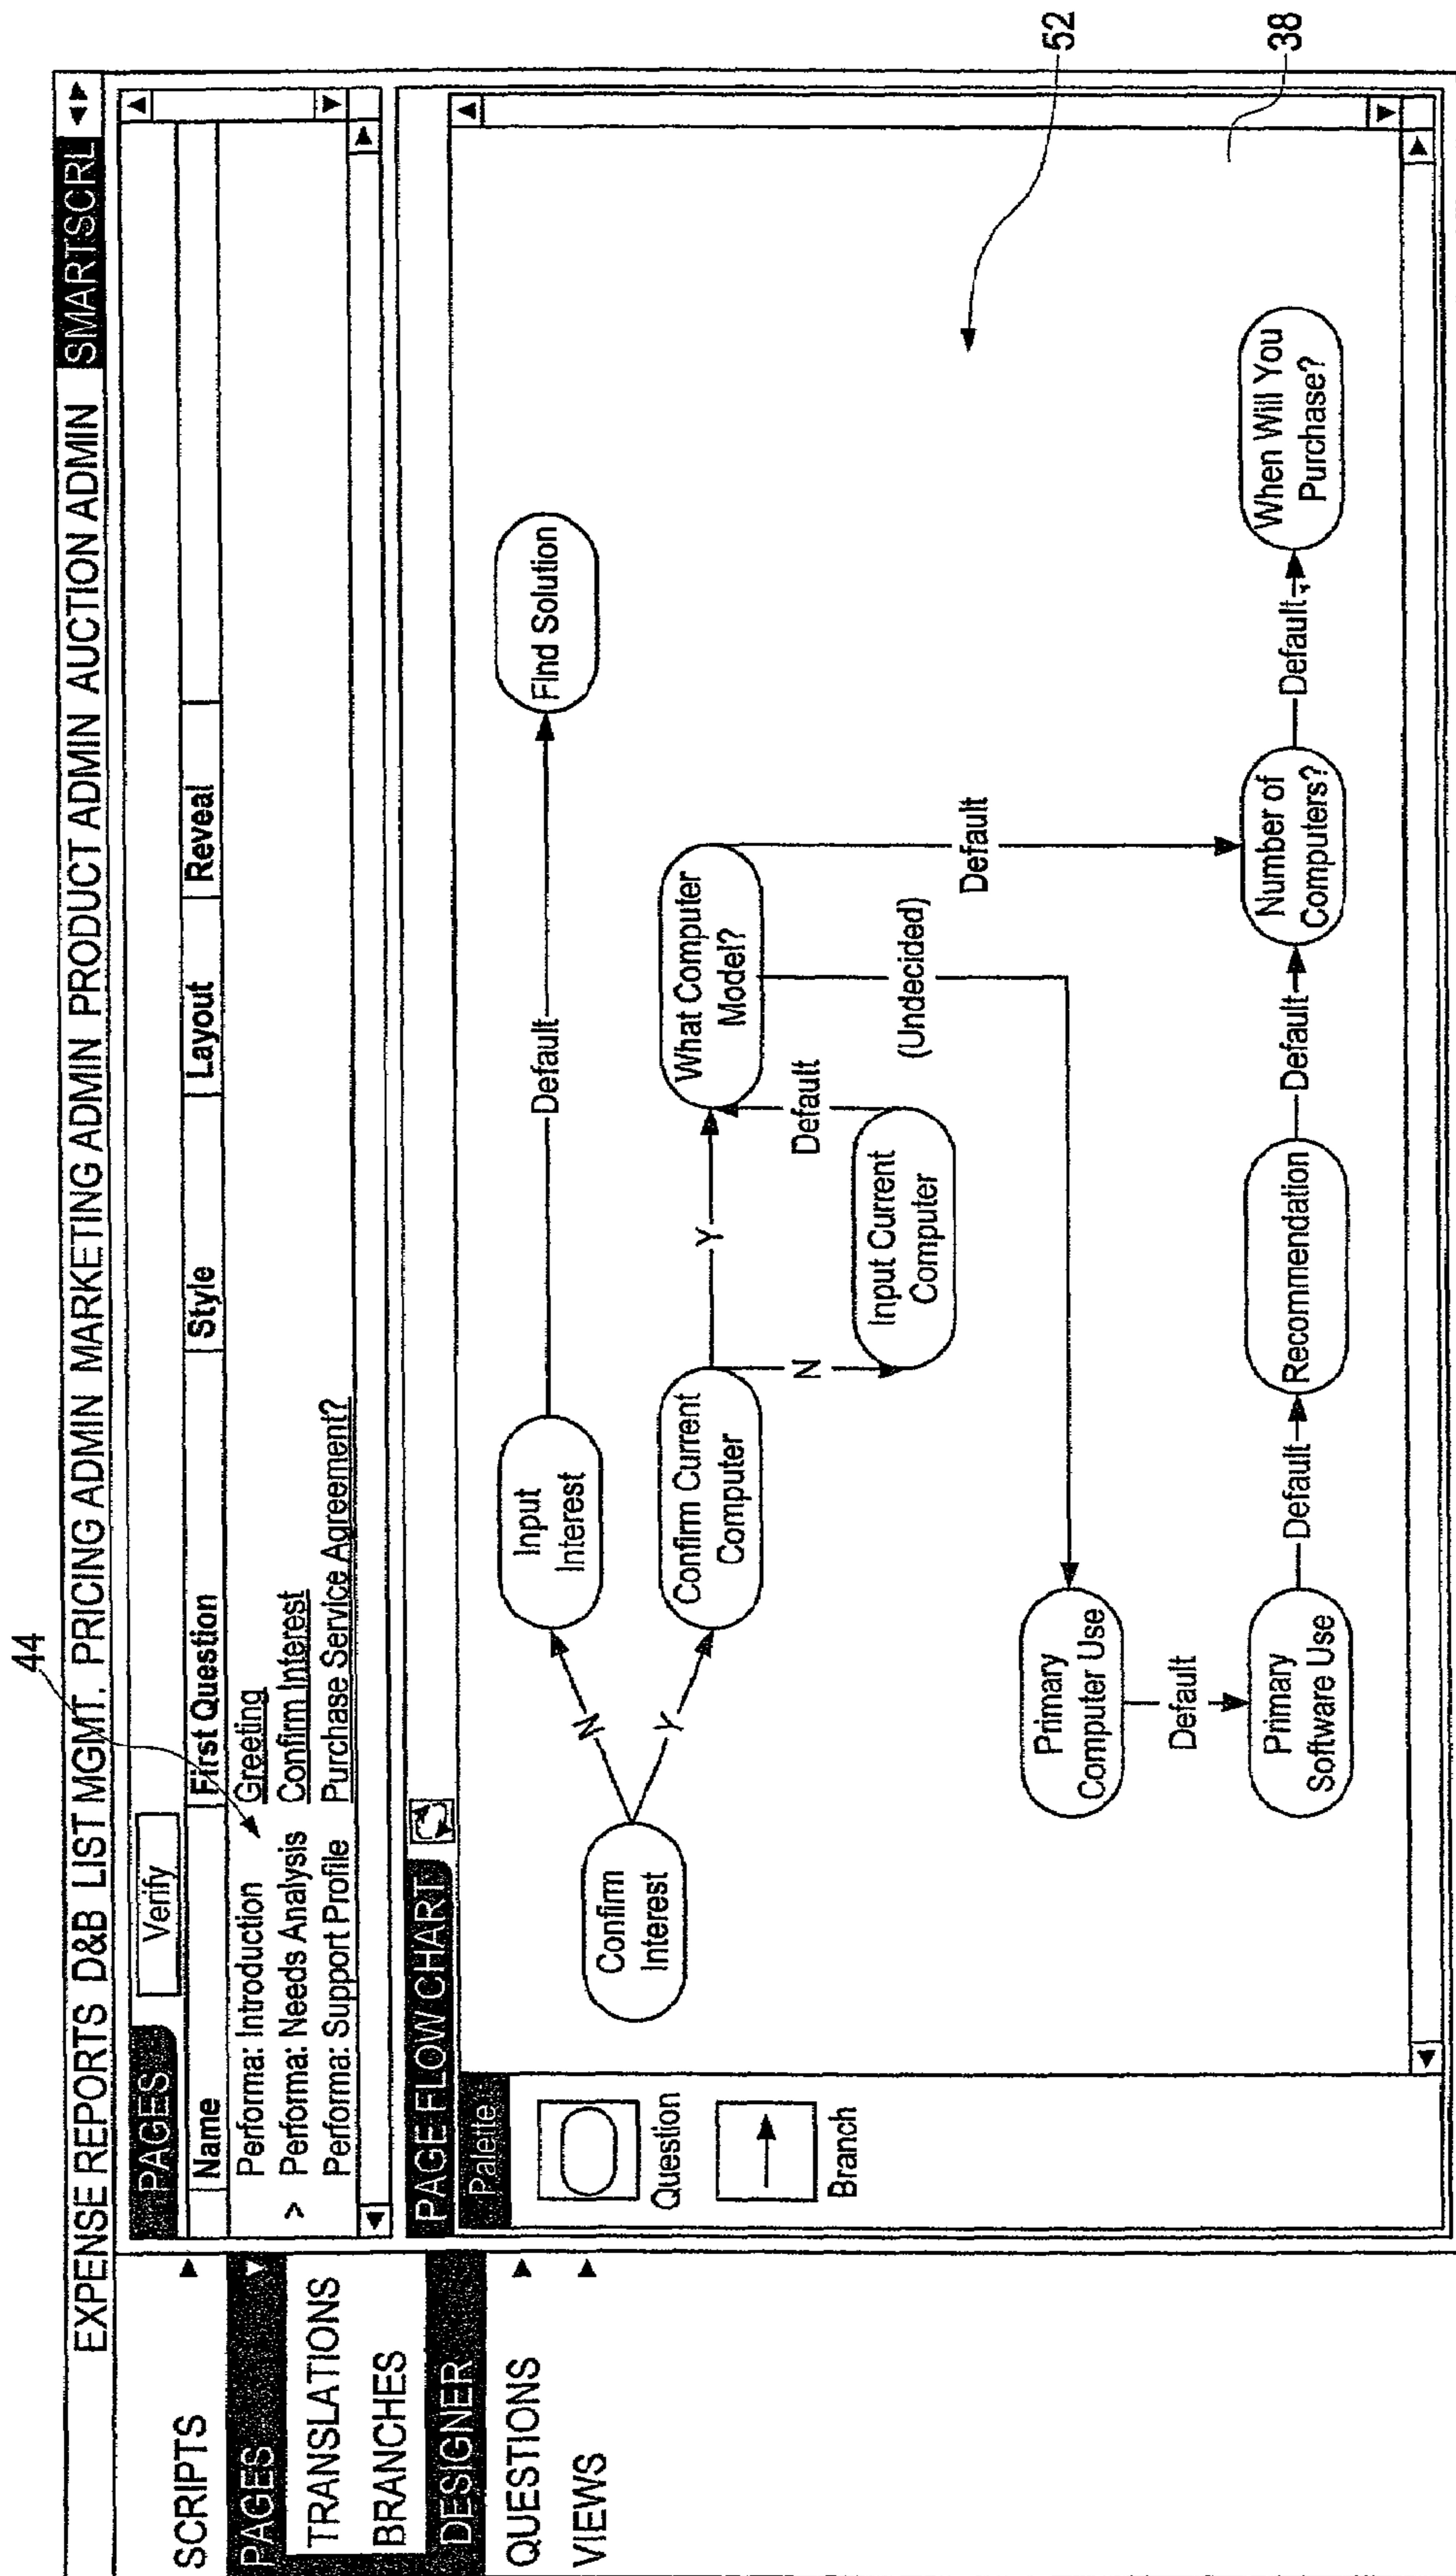 44
EXPENSE REPORTS D&B LIST MGMT. PRICING ADMIN MARKETING ADMIN PRODUCT ADMIN AUCTION ADMIN SMARTSCRL
SCRIPTS
PAGES
TRANSLATIONS
BRANCHES
DESIGNER
QUESTIONS
VIEWS
PAGES Verify
Name First Question Style Layout Reveal
Performa: Introduction Greeting
> Performa: Needs Analysis Confirm Interest
Performa: Support Profile Purchase Service Agreement?
PAGE FLOW CHART
Palette
Question
Branch
Confirm
Interest
N
Y
Input
Interest
Default
Find Solution
Confirm Current
Computer
Y
N
What Computer
Model?
Input Current
Computer
Default
(Undecided)
Default
Primary
Computer Use
Default
Primary
Software Use
Default
Recommendation
Default
Number of
Computers?
Default
When Will You
Purchase?
52
38